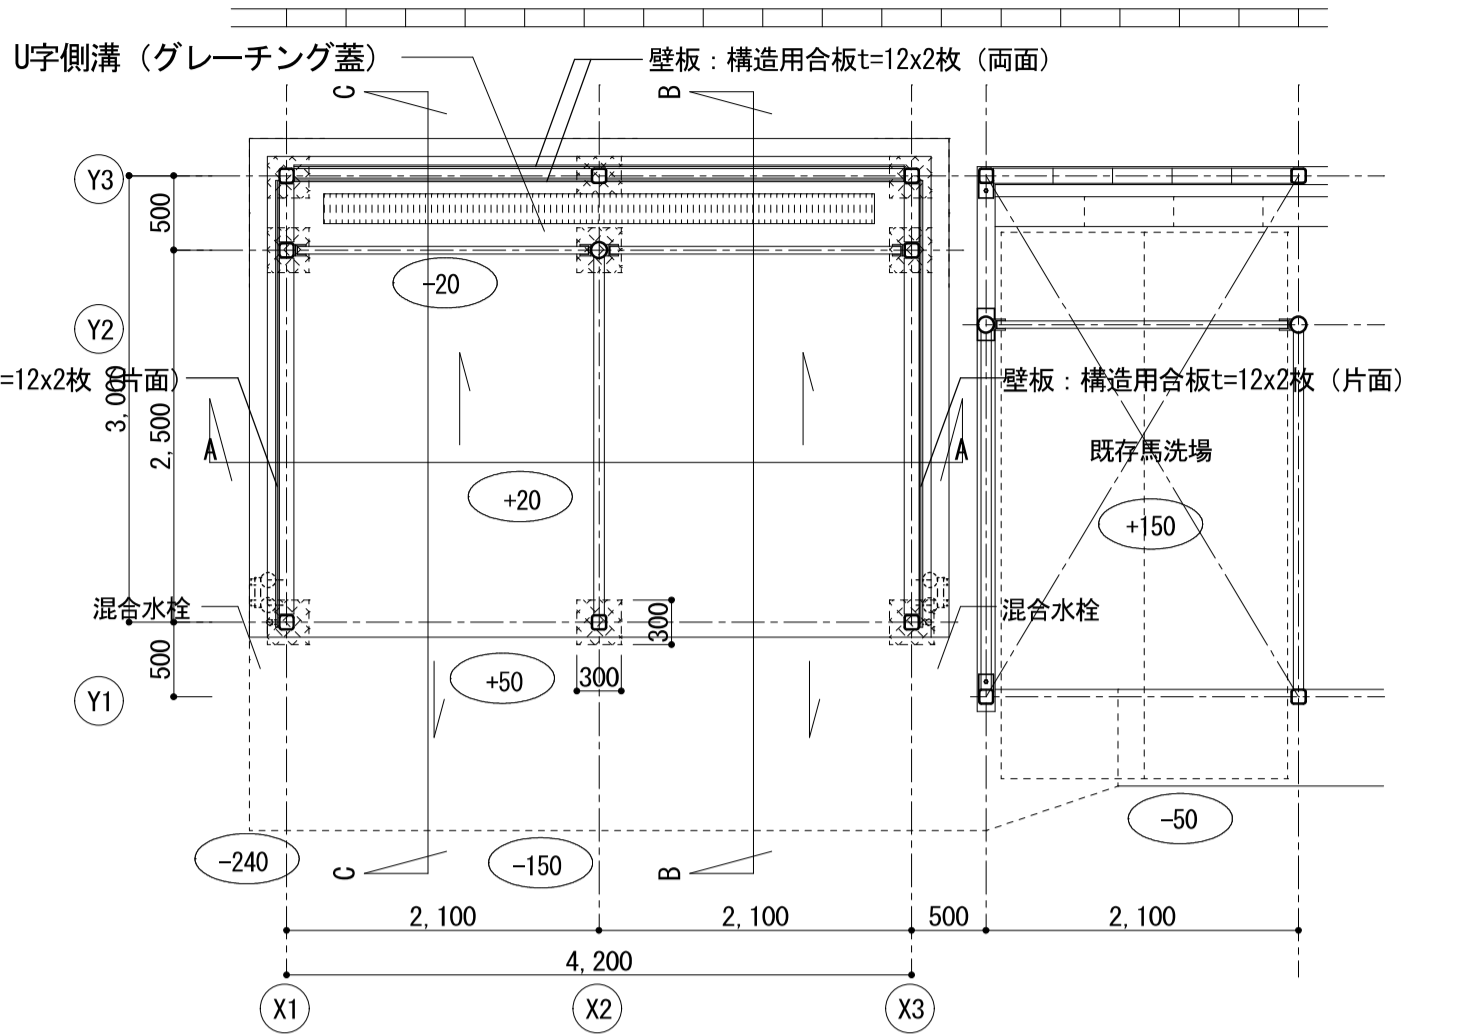 U字側溝（グレーチング蓋）
壁板：構造用合板t=12x2枚（両面）
C
B
Y3
500
-20
Y2
=12x2枚（片面）
3,000
2,500
壁板：構造用合板t=12x2枚（片面）
A
A
既存馬洗場
+20
+150
混合水栓
300
混合水栓
500
+50
300
Y1
-50
-240
C
-150
B
2,100
2,100
500
2,100
4,200
X1
X2
X3